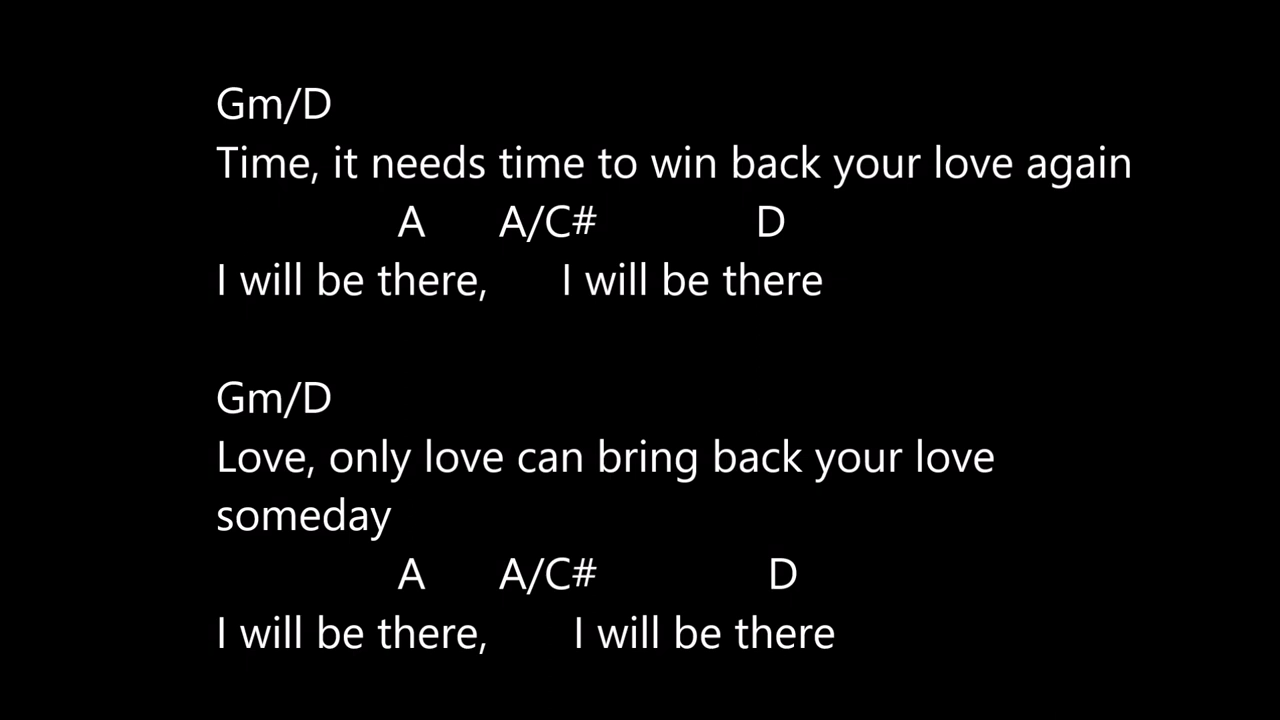 Gm/D
Time, it needs time to win back your love again
A A/C# D
I will be there, I will be there
Gm/D
Love, only love can bring back your love
someday
A A/C# D
I will be there, I will be there